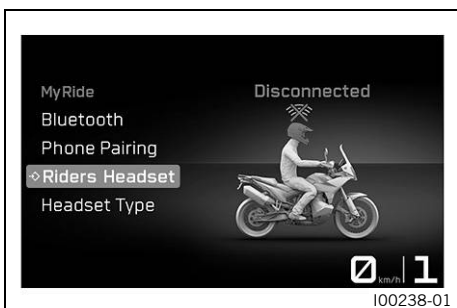 MyRide
Disconnected
Bluetooth
Phone Pairing
Riders Headset
Headset Type
0 km/h 1
I00238-01